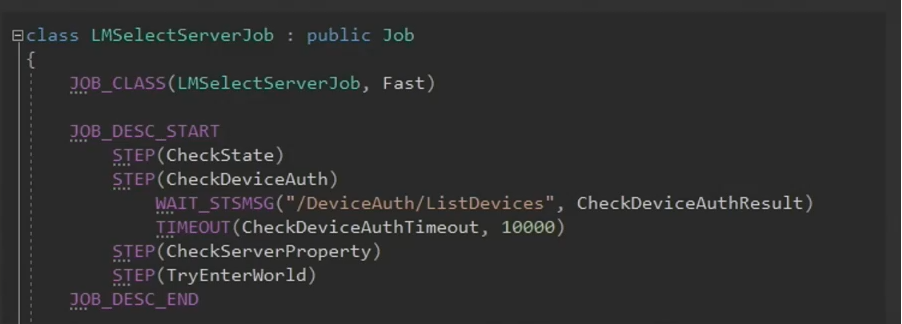 class LMSelectServerJob : public Job
{
JOB_CLASS(LMSelectServerJob, Fast)
JOB_DESC_START
STEP(CheckState)
STEP(CheckDeviceAuth)
WAIT_STSMSG("/DeviceAuth/ListDevices", CheckDeviceAuthResult)
TIMEOUT(CheckDeviceAuthTimeout, 10000)
STEP(CheckServerProperty)
STEP(TryEnterWorld)
JOB_DESC_END